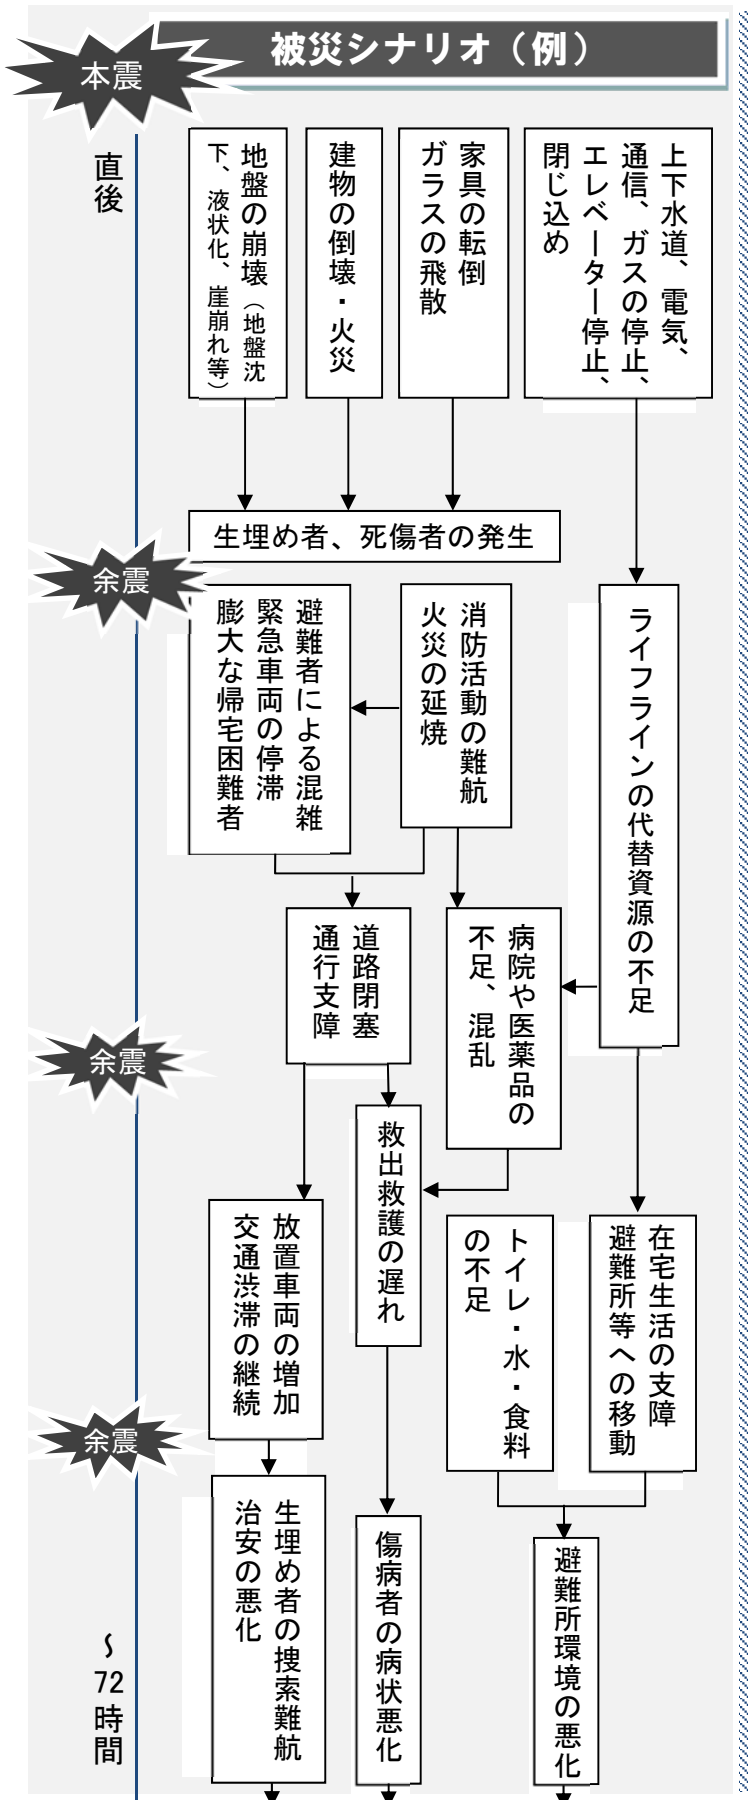 被災シナリオ（例）
本震
直後
上下水道、電気、
通信、ガスの停止、
エレベーター停止、
閉じ込め
家具の転倒
ガラスの飛散
建物の倒壊・火災
地盤の崩壊（地盤沈
下、液状化、崖崩れ等）
生埋め者、死傷者の発生
余震
ライフラインの代替資源の不足
消防活動の難航
火災の延焼
避難者による混雑
緊急車両の停滞
膨大な帰宅困難者
病院や医薬品の
不足、混乱
道路閉塞
通行支障
余震
救出救護の遅れ
在宅生活の支障
避難所等への移動
トイレ・水・食料
の不足
放置車両の増加
交通渋滞の継続
余震
避難所環境の悪化
傷病者の病状悪化
生埋め者の捜索難航
治安の悪化
～72時間